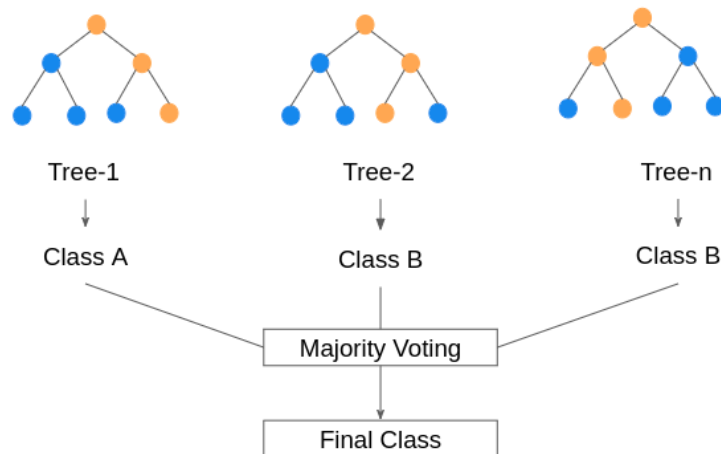 Tree-1
Tree-2
Tree-n
Class A
Class B
Class B
Majority Voting
Final Class